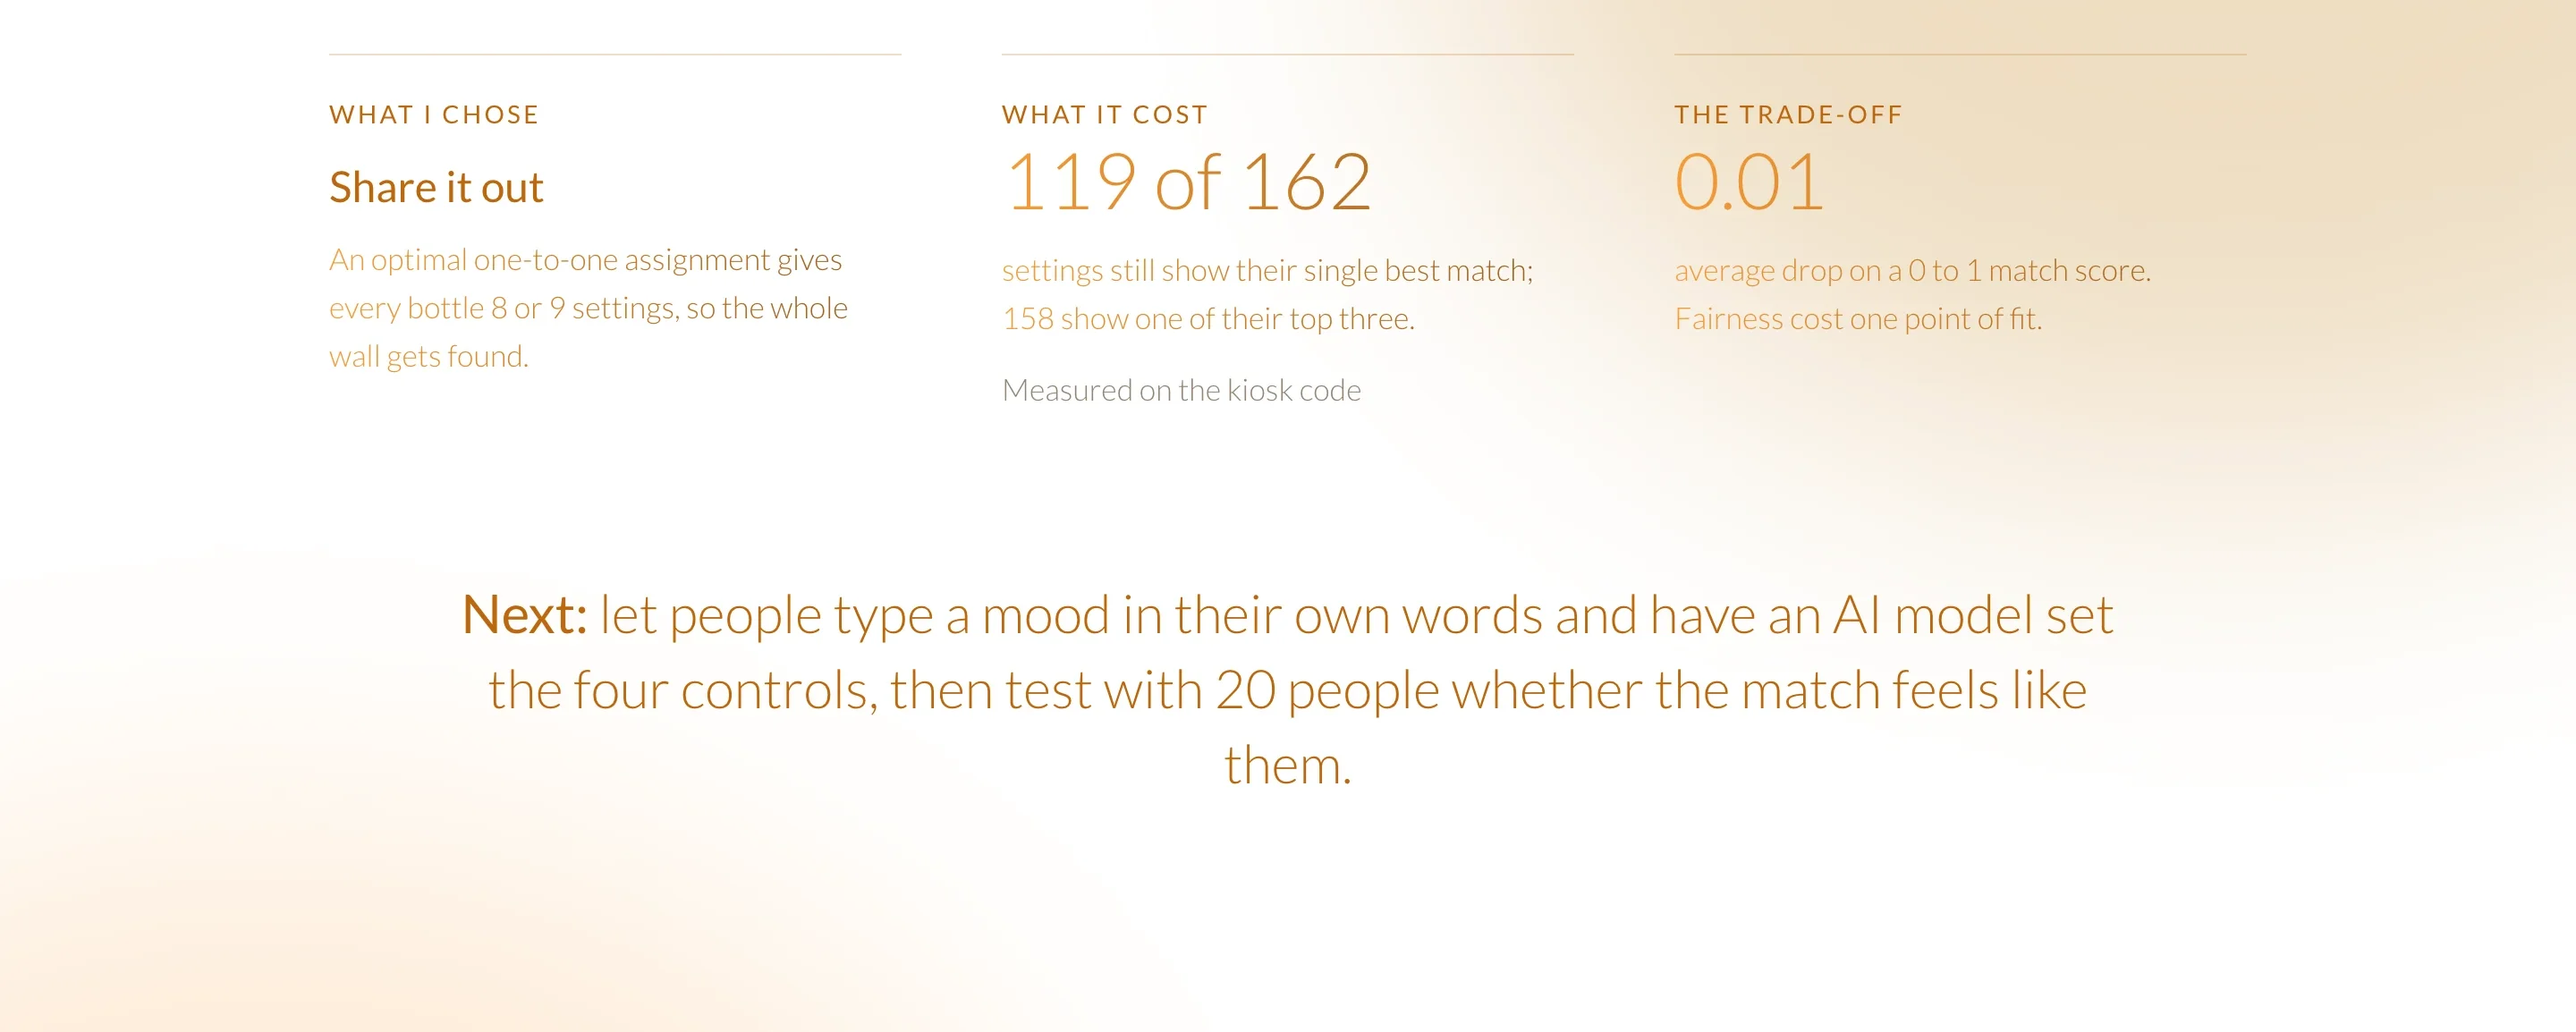 WHAT I CHOSE
Share it out
An optimal one-to-one assignment gives
every bottle 8 or 9 settings, so the whole
wall gets found.
WHAT IT COST
119 of 162
settings still show their single best match;
158 show one of their top three.
Measured on the kiosk code
THE TRADE-OFF
0.01
average drop on a 0 to 1 match score.
Fairness cost one point of fit.
Next: let people type a mood in their own words and have an AI model set
the four controls, then test with 20 people whether the match feels like
them.